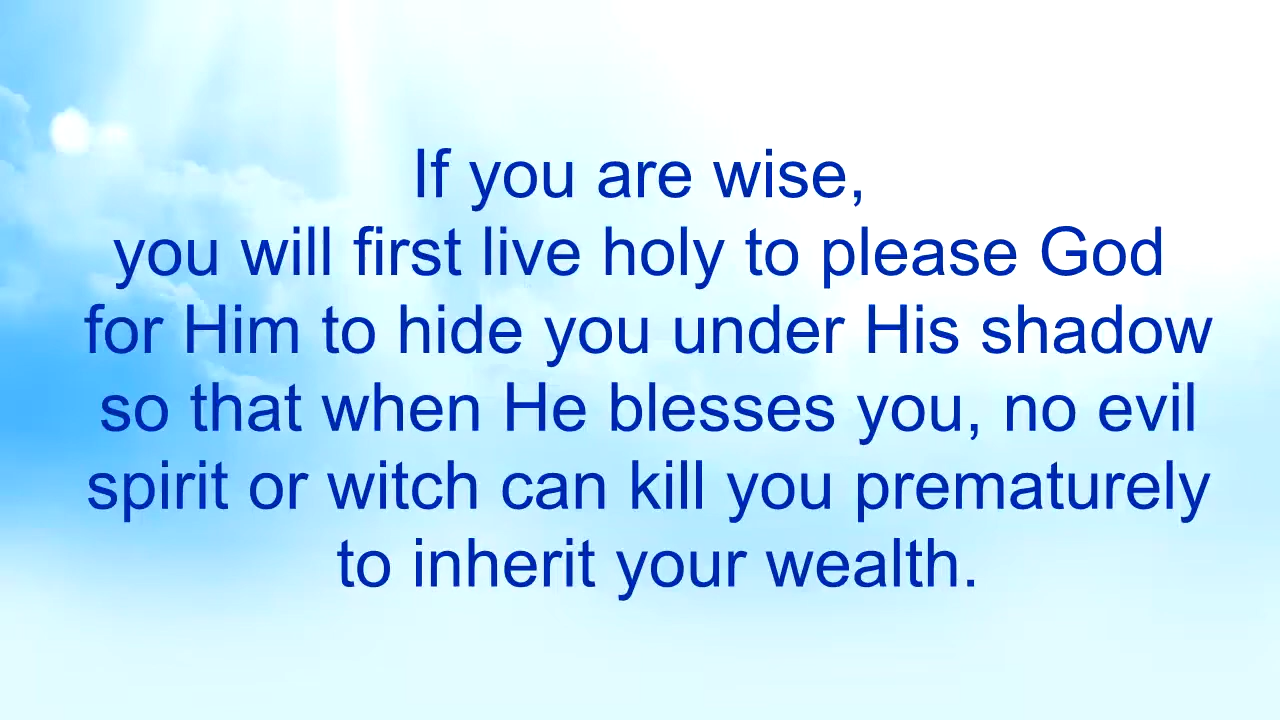 If you are wise,
you will first live holy to please God
for Him to hide you under His shadow
so that when He blesses you, no evil
spirit or witch can kill you prematurely
to inherit your wealth.